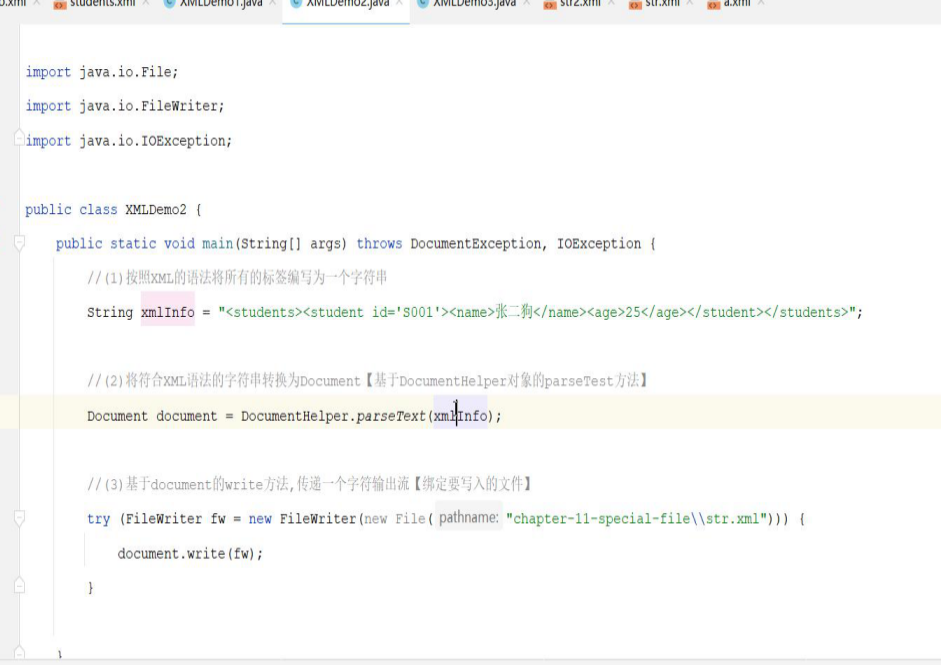 students.xml × XMLDemo1.java × XMLDemo2.java × XMLDemo3.java × str2.xml × str.xml × a.xml ×
import java.io.File;
import java.io.FileWriter;
import java.io.IOException;
public class XMLDemo2 {
public static void main(String[] args) throws DocumentException, IOException {
//(1)按照XML的语法将所有的标签编写为一个字符串
String xmlInfo = "<students><student id='S001'><name>张二狗</name><age>25</age></student></students>";
//(2)将符合XML语法的字符串转换为Document【基于DocumentHelper对象的parseTest方法】
Document document = DocumentHelper.parseText(xmlInfo);
//(3)基于document的write方法,传递一个字符输出流【绑定要写入的文件】
try (FileWriter fw = new FileWriter(new File( pathname: "chapter-11-special-file\\str.xml"))) {
document.write(fw);
}
}